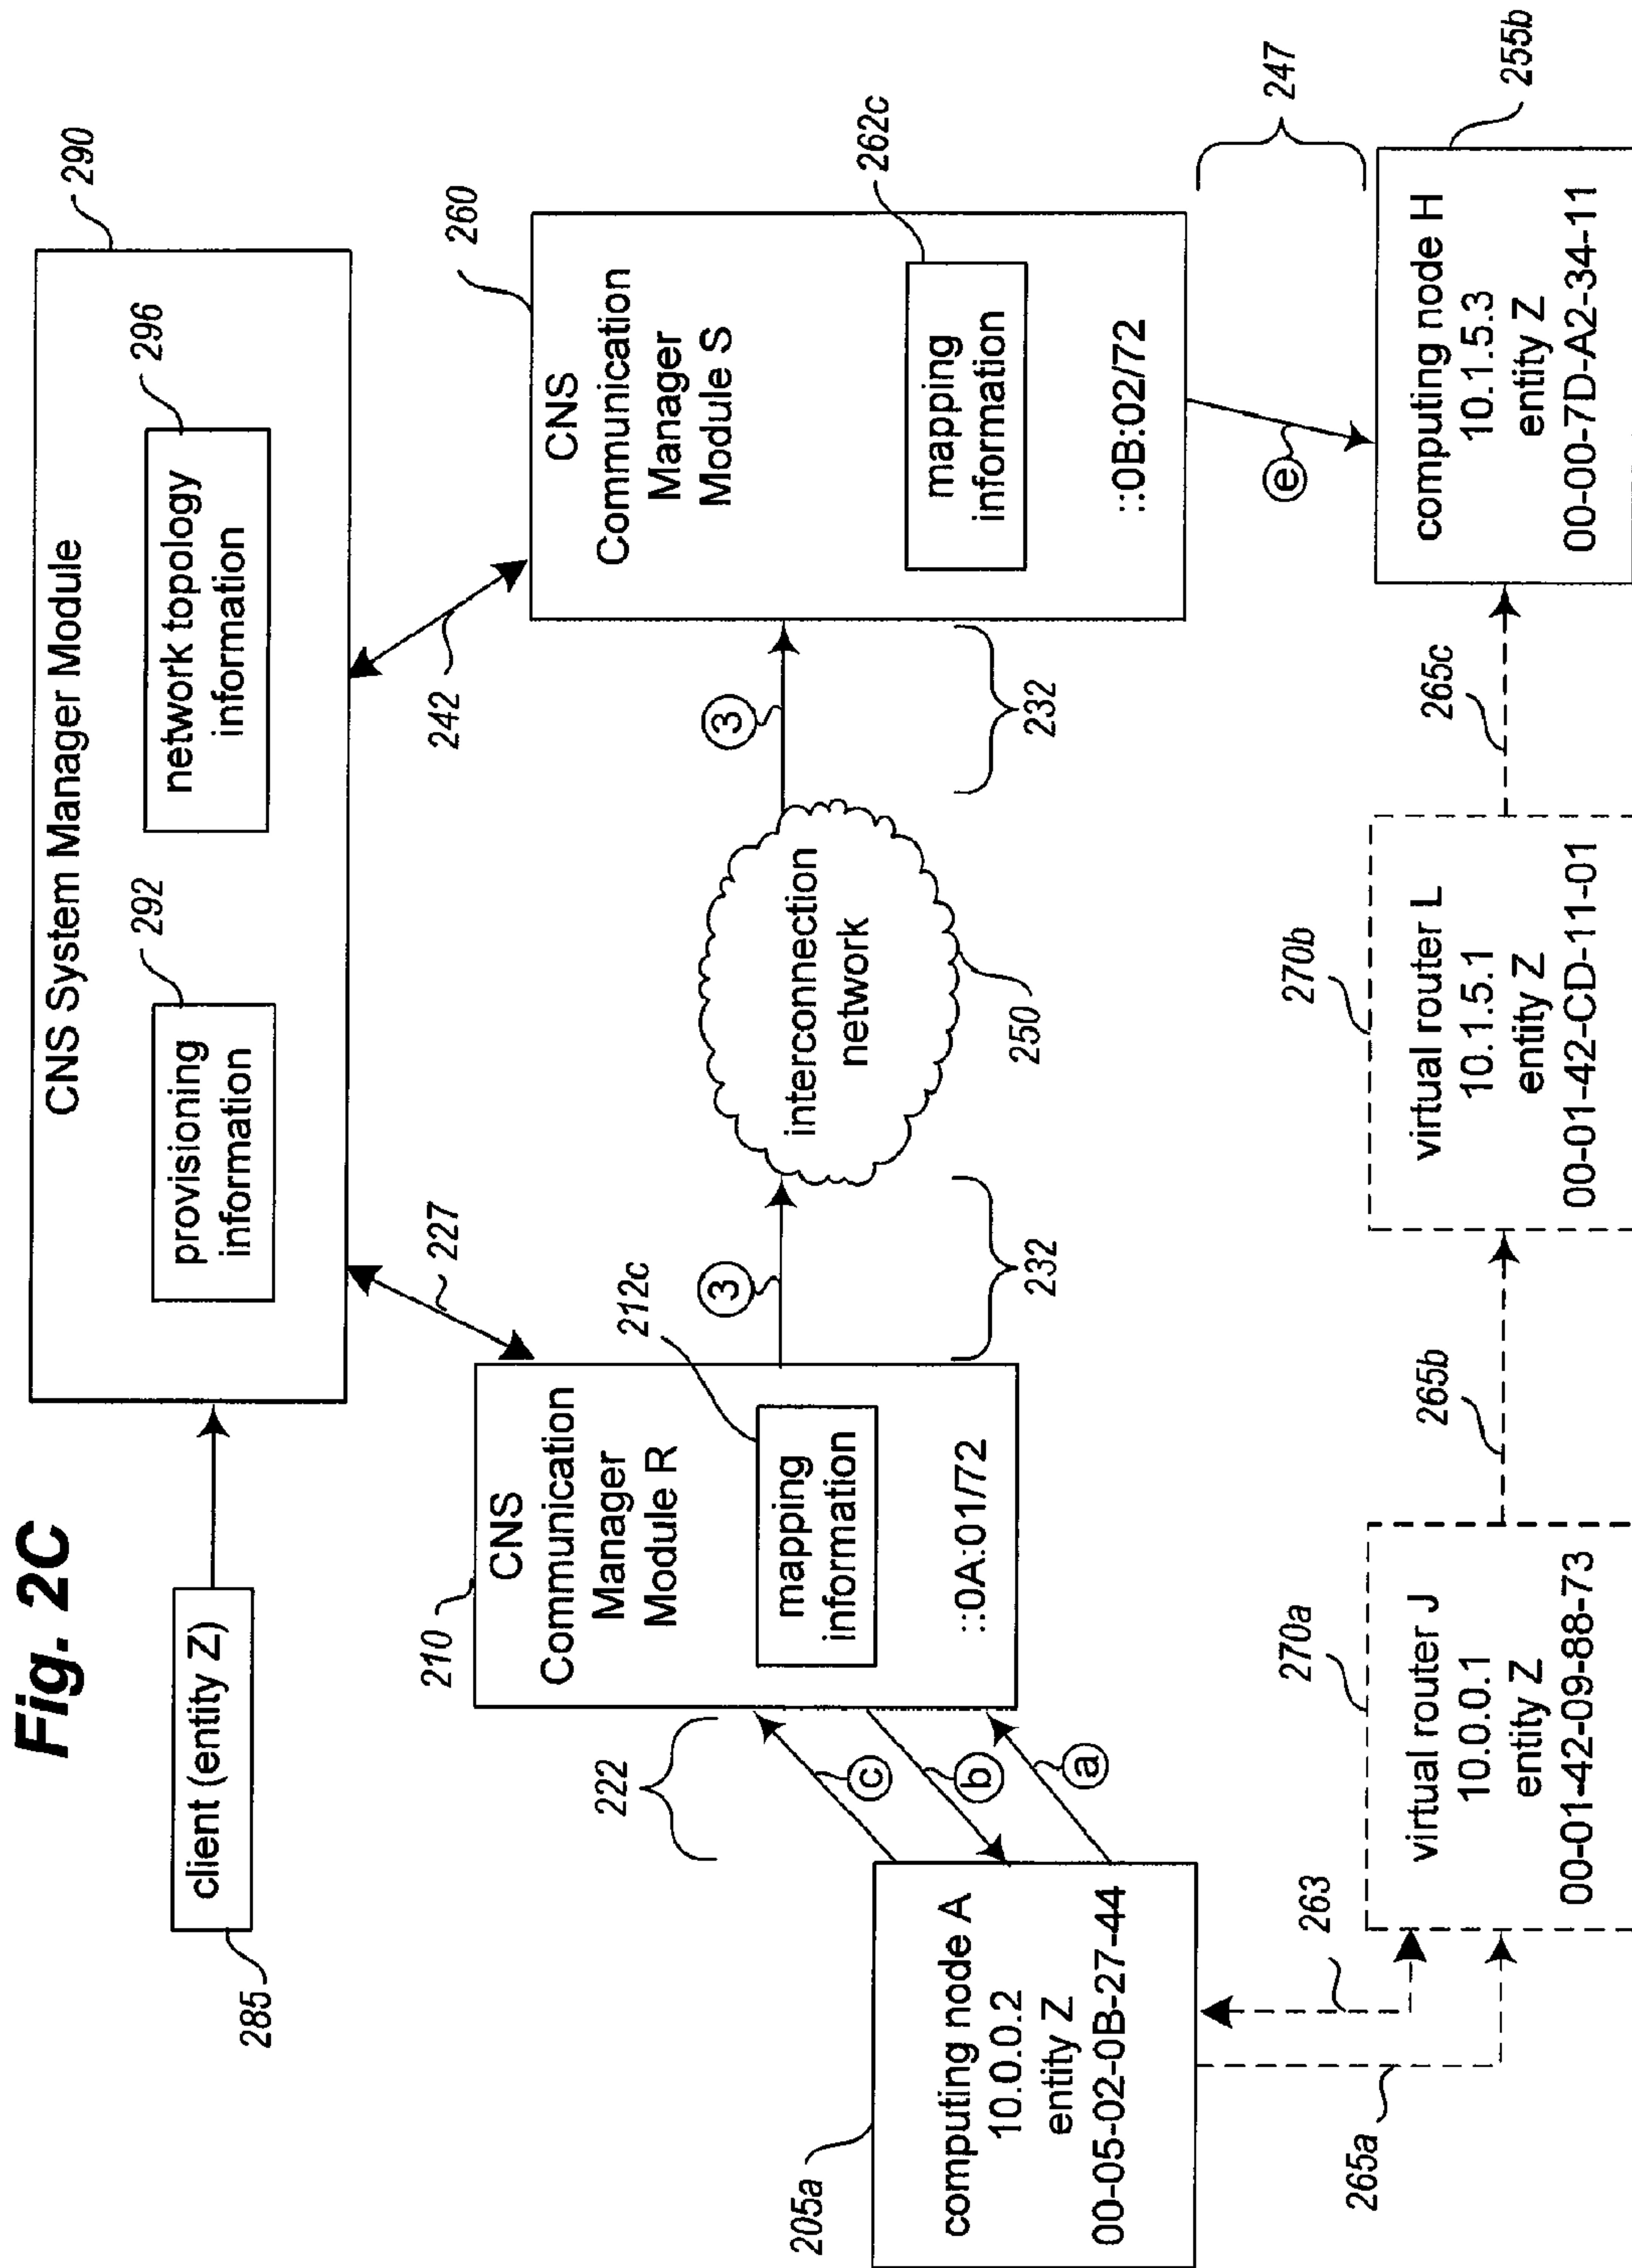 Fig. 2C
290
CNS System Manager Module
285
client (entity Z)
292
provisioning
information
296
network topology
information
227
242
210
CNS
Communication
Manager
Module R
212c
mapping
information
::0A:01/72
260
CNS
Communication
Manager
Module S
262c
mapping
information
::0B:02/72
222
c
b
a
3
3
interconnection
network
232
232
250
247
e
205a
computing node A
10.0.0.2
entity Z
00-05-02-0B-27-44
263
265a
270a
virtual router J
10.0.0.1
entity Z
00-01-42-09-88-73
265b
270b
virtual router L
10.1.5.1
entity Z
00-01-42-CD-11-01
265c
255b
computing node H
10.1.5.3
entity Z
00-00-7D-A2-34-11